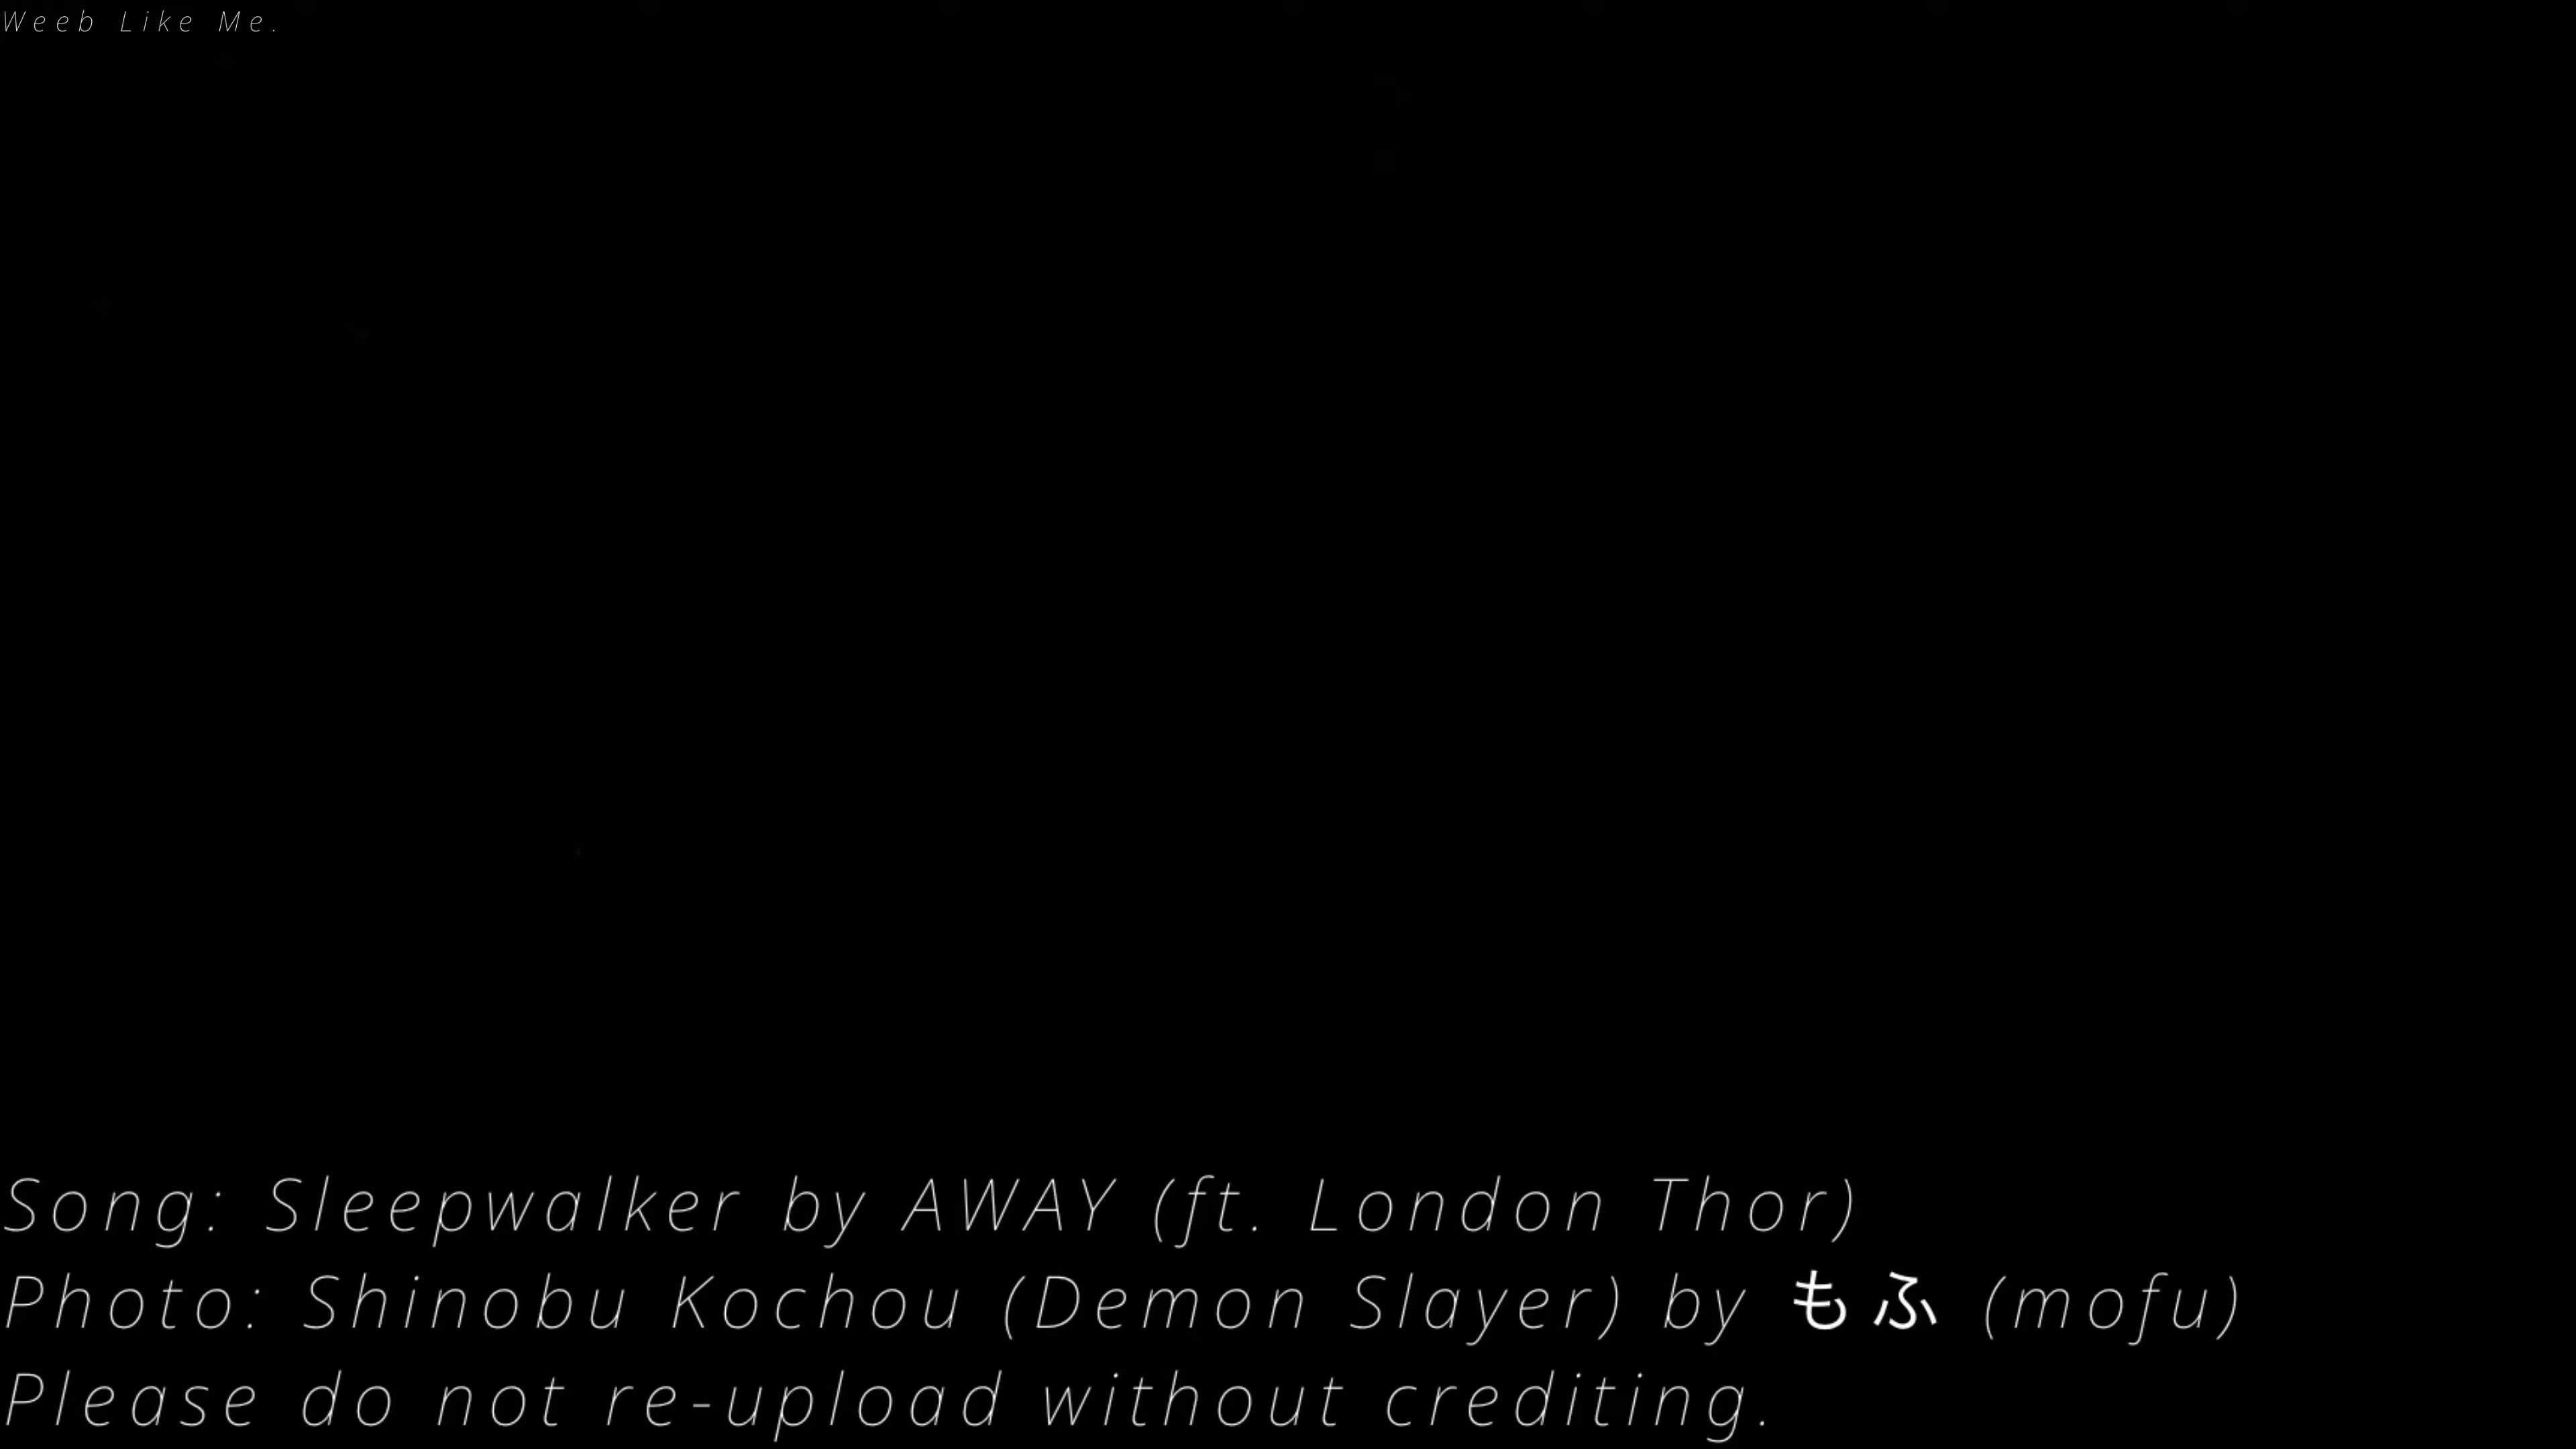 Weeb Like Me.
Song: Sleepwalker by AWAY (ft. London Thor)
Photo: Shinobu Kochou (Demon Slayer) by もふ (mofu)
Please do not re-upload without crediting.